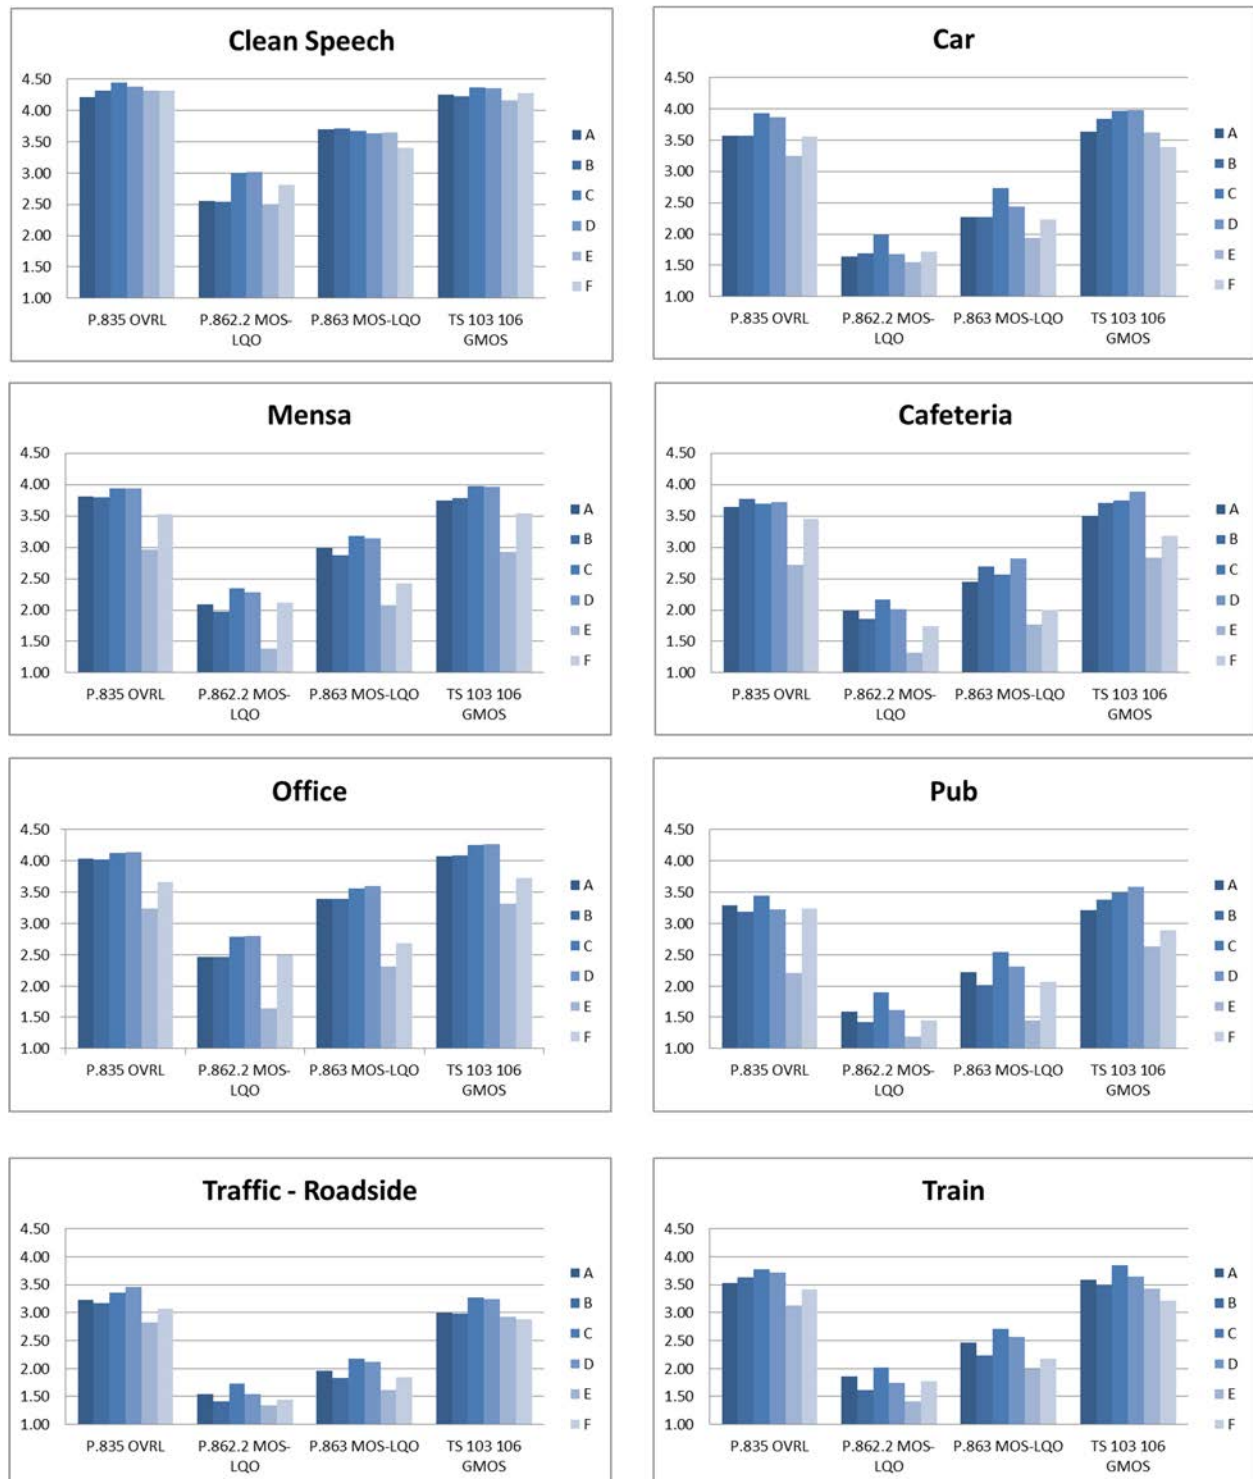 Clean Speech
4.50
4.00
3.50
3.00
2.50
2.00
1.50
1.00
P.835 OVRL
P.862.2 MOS-
LQO
P.863 MOS-LQO
TS 103 106
GMOS
A
B
C
D
E
F
Car
4.50
4.00
3.50
3.00
2.50
2.00
1.50
1.00
P.835 OVRL
P.862.2 MOS-
LQO
P.863 MOS-LQO
TS 103 106
GMOS
A
B
C
D
E
F
Mensa
4.50
4.00
3.50
3.00
2.50
2.00
1.50
1.00
P.835 OVRL
P.862.2 MOS-
LQO
P.863 MOS-LQO
TS 103 106
GMOS
A
B
C
D
E
F
Cafeteria
4.50
4.00
3.50
3.00
2.50
2.00
1.50
1.00
P.835 OVRL
P.862.2 MOS-
LQO
P.863 MOS-LQO
TS 103 106
GMOS
A
B
C
D
E
F
Office
4.50
4.00
3.50
3.00
2.50
2.00
1.50
1.00
P.835 OVRL
P.862.2 MOS-
LQO
P.863 MOS-LQO
TS 103 106
GMOS
A
B
C
D
E
F
Pub
4.50
4.00
3.50
3.00
2.50
2.00
1.50
1.00
P.835 OVRL
P.862.2 MOS-
LQO
P.863 MOS-LQO
TS 103 106
GMOS
A
B
C
D
E
F
Traffic - Roadside
4.50
4.00
3.50
3.00
2.50
2.00
1.50
1.00
P.835 OVRL
P.862.2 MOS-
LQO
P.863 MOS-LQO
TS 103 106
GMOS
A
B
C
D
E
F
Train
4.50
4.00
3.50
3.00
2.50
2.00
1.50
1.00
P.835 OVRL
P.862.2 MOS-
LQO
P.863 MOS-LQO
TS 103 106
GMOS
A
B
C
D
E
F